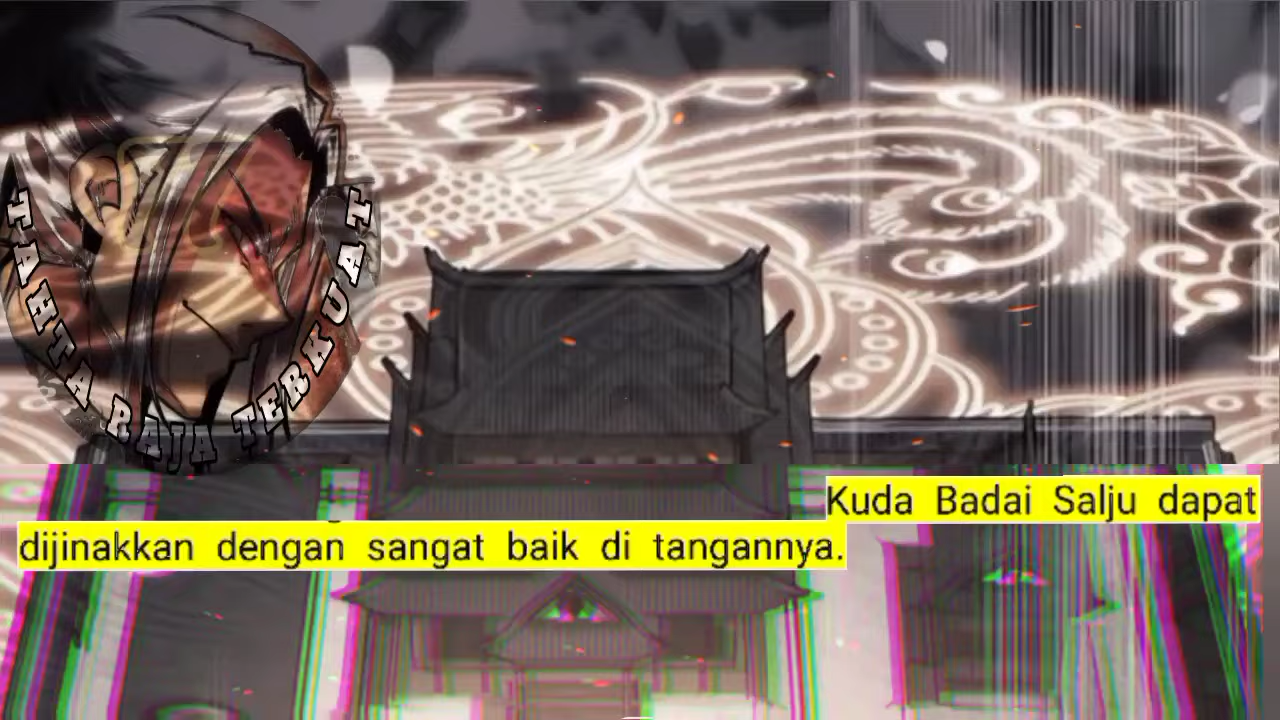 TAHTA RAJA TERKUAT
Kuda Badai Salju dapat
dijinakkan dengan sangat baik di tangannya.